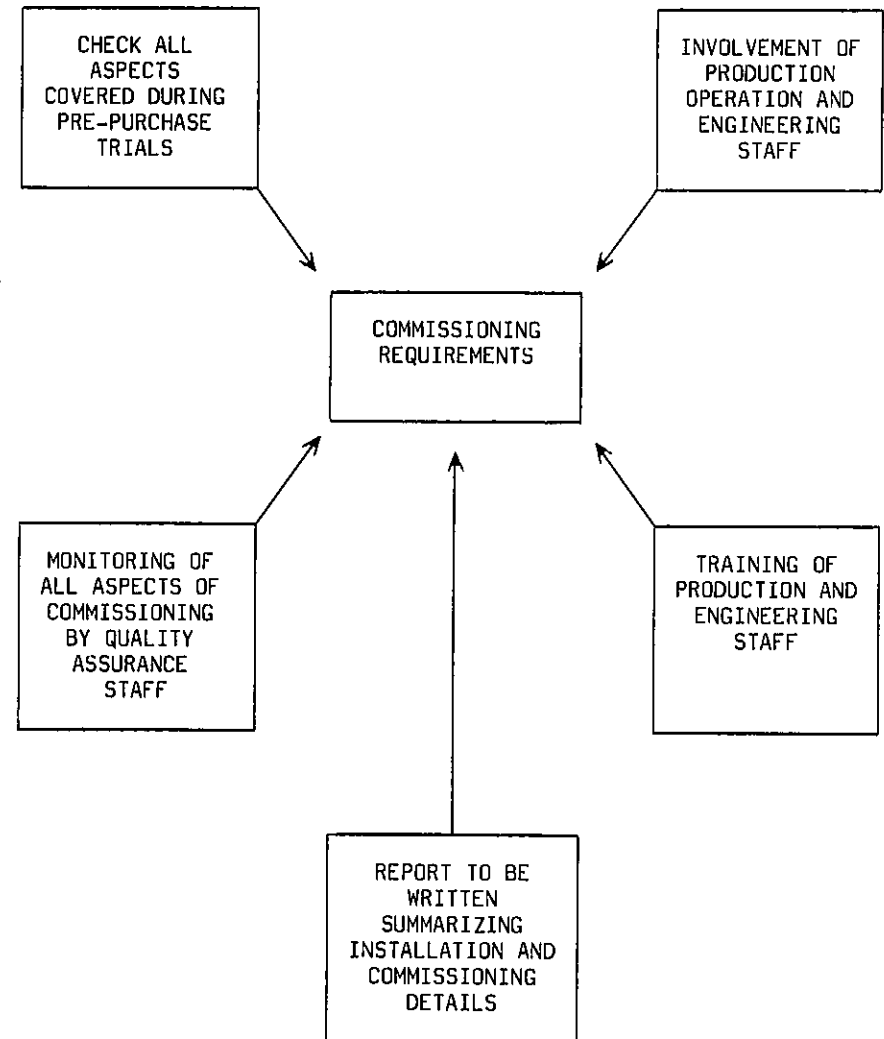 CHECK ALL
ASPECTS
COVERED DURING
PRE-PURCHASE
TRIALS
INVOLVEMENT OF
PRODUCTION
OPERATION AND
ENGINEERING
STAFF
COMMISSIONING
REQUIREMENTS
MONITORING OF
ALL ASPECTS OF
COMMISSIONING
BY QUALITY
ASSURANCE
STAFF
TRAINING OF
PRODUCTION AND
ENGINEERING
STAFF
REPORT TO BE
WRITTEN
SUMMARIZING
INSTALLATION AND
COMMISSIONING
DETAILS